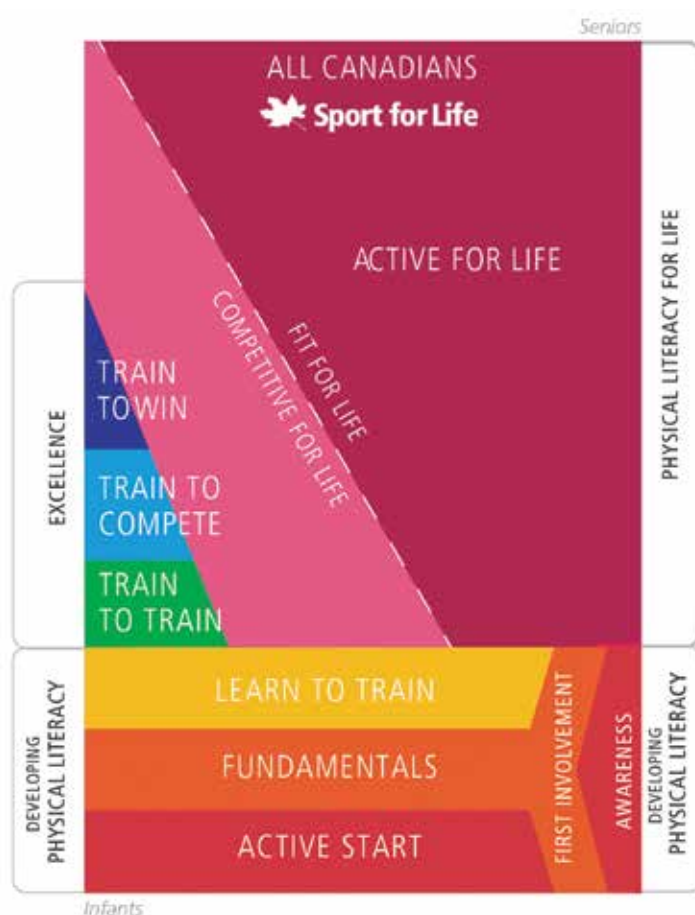 Seniors
ALL CANADIANS
Sport for Life
ACTIVE FOR LIFE
FIT FOR LIFE
COMPETITIVE FOR LIFE
PHYSICAL LITERACY FOR LIFE
EXCELLENCE
TRAIN
TO WIN
TRAIN TO
COMPETE
TRAIN
TO TRAIN
LEARN TO TRAIN
FUNDAMENTALS
ACTIVE START
FIRST INVOLVEMENT
AWARENESS
DEVELOPING
PHYSICAL LITERACY
DEVELOPING
PHYSICAL LITERACY
Infants